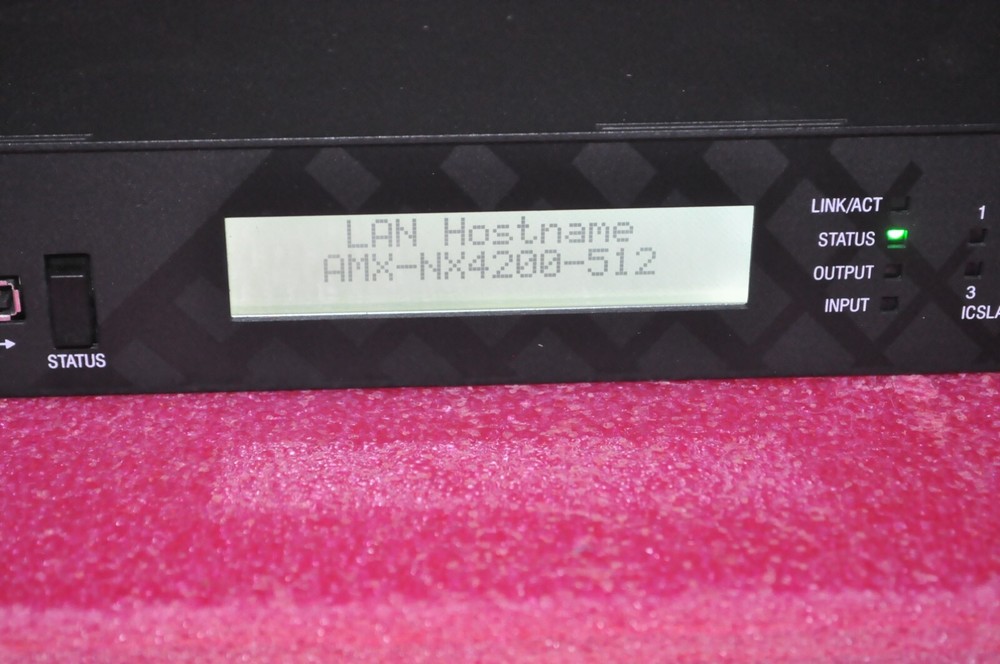 LAN Hostname
AMX-NX4200-512
LINK/ACT
STATUS
OUTPUT
INPUT
1
3
STATUS